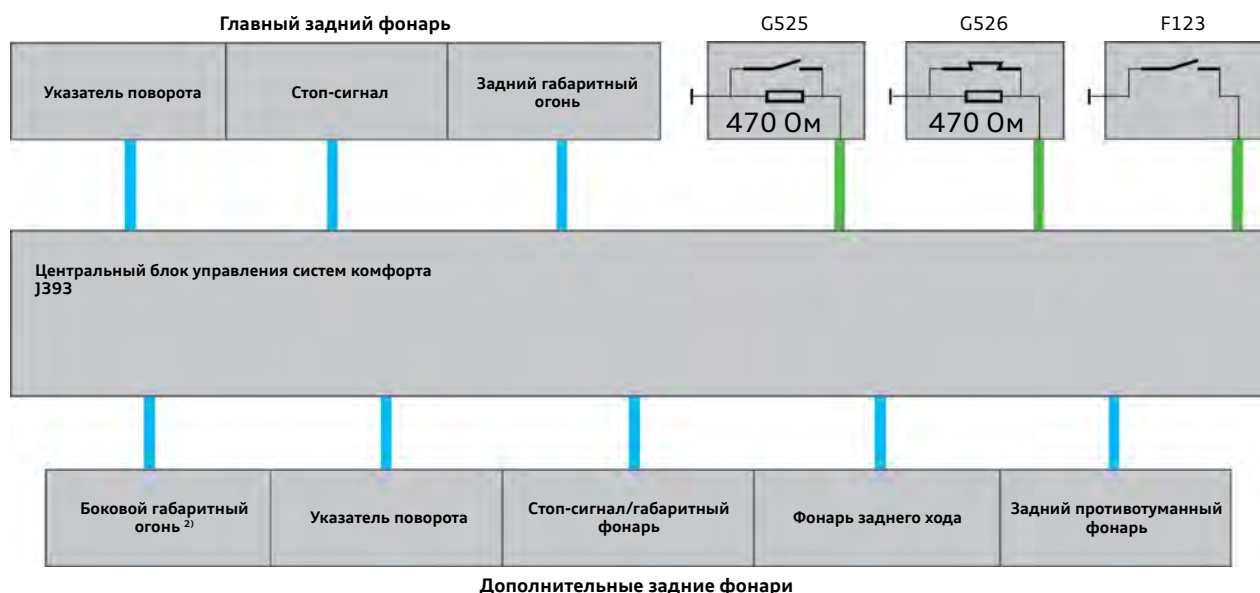 Главный задний фонарь
G525
G526
F123
Указатель поворота
Стоп-сигнал
Задний габаритный
огонь
470 Ом
470 Ом
Центральный блок управления систем комфорта
J393
Боковой габаритный
огонь 2)
Указатель поворота
Стоп-сигнал/габаритный
фонарь
Фонарь заднего хода
Задний противотуманный
фонарь
Дополнительные задние фонари